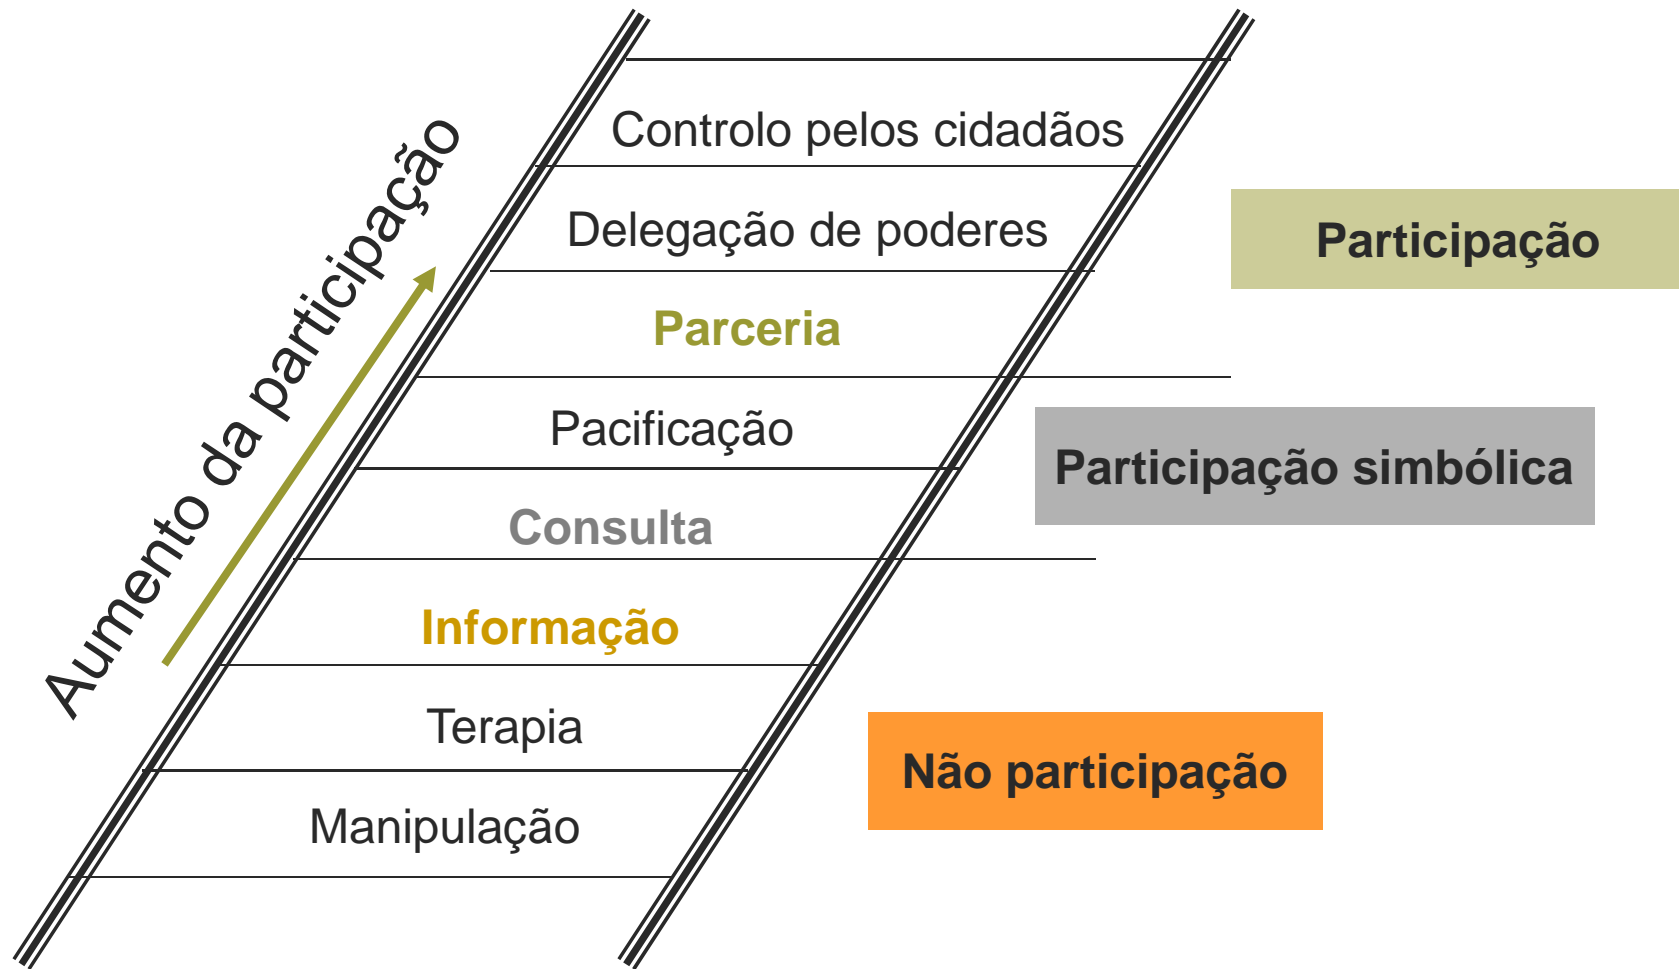 Aumento da participação
Controlo pelos cidadãos
Delegação de poderes
Parceria
Pacificação
Consulta
Informação
Terapia
Manipulação
Participação
Participação simbólica
Não participação